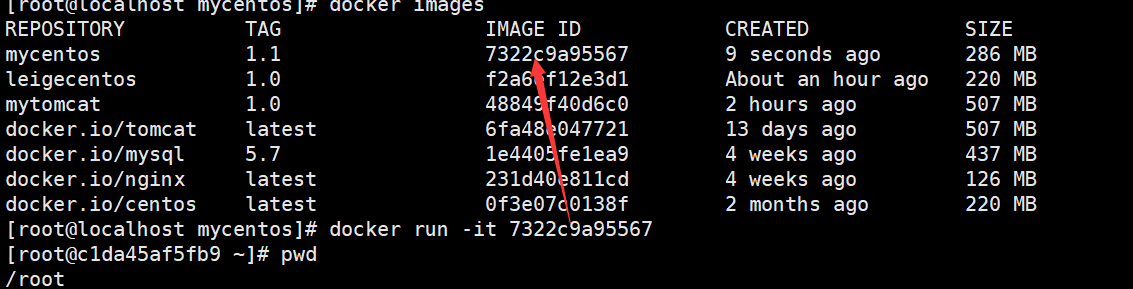 [root@localhost mycentos]# docker images
REPOSITORY TAG IMAGE ID CREATED SIZE
mycentos 1.1 7322c9a95567 9 seconds ago 286 MB
leigecentos 1.0 f2a6ef12e3d1 About an hour ago 220 MB
mytomcat 1.0 48849f40d6c0 2 hours ago 507 MB
docker.io/tomcat latest 6fa48e047721 13 days ago 507 MB
docker.io/mysql 5.7 1e4405fe1ea9 4 weeks ago 437 MB
docker.io/nginx latest 231d40e811cd 4 weeks ago 126 MB
docker.io/centos latest 0f3e07c0138f 2 months ago 220 MB
[root@localhost mycentos]# docker run -it 7322c9a95567
[root@c1da45af5fb9 ~]# pwd
/root